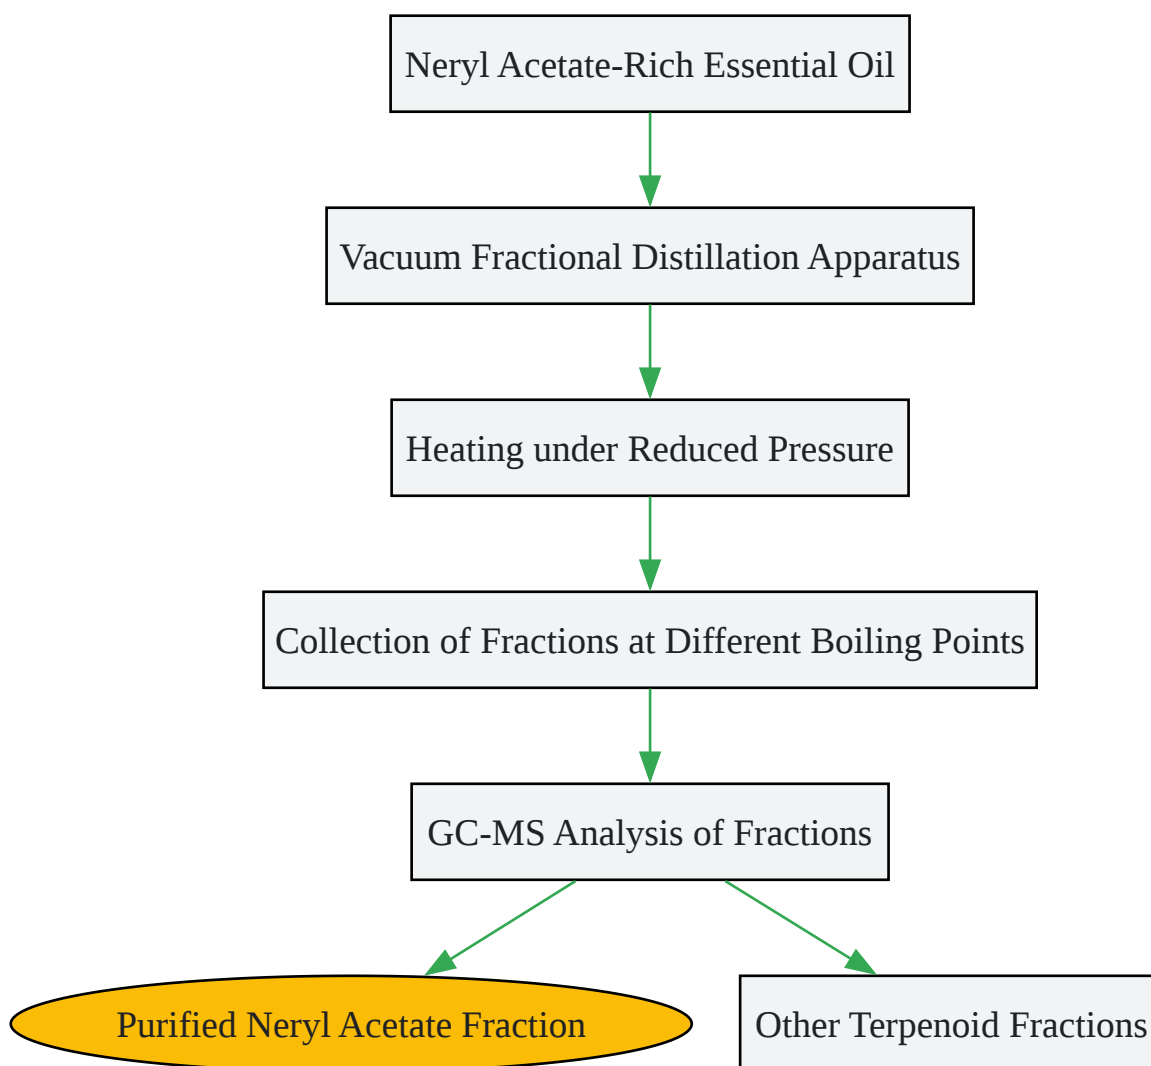 Neryl Acetate-Rich Essential Oil
Vacuum Fractional Distillation Apparatus
Heating under Reduced Pressure
Collection of Fractions at Different Boiling Points
GC-MS Analysis of Fractions
Purified Neryl Acetate Fraction
Other Terpenoid Fractions